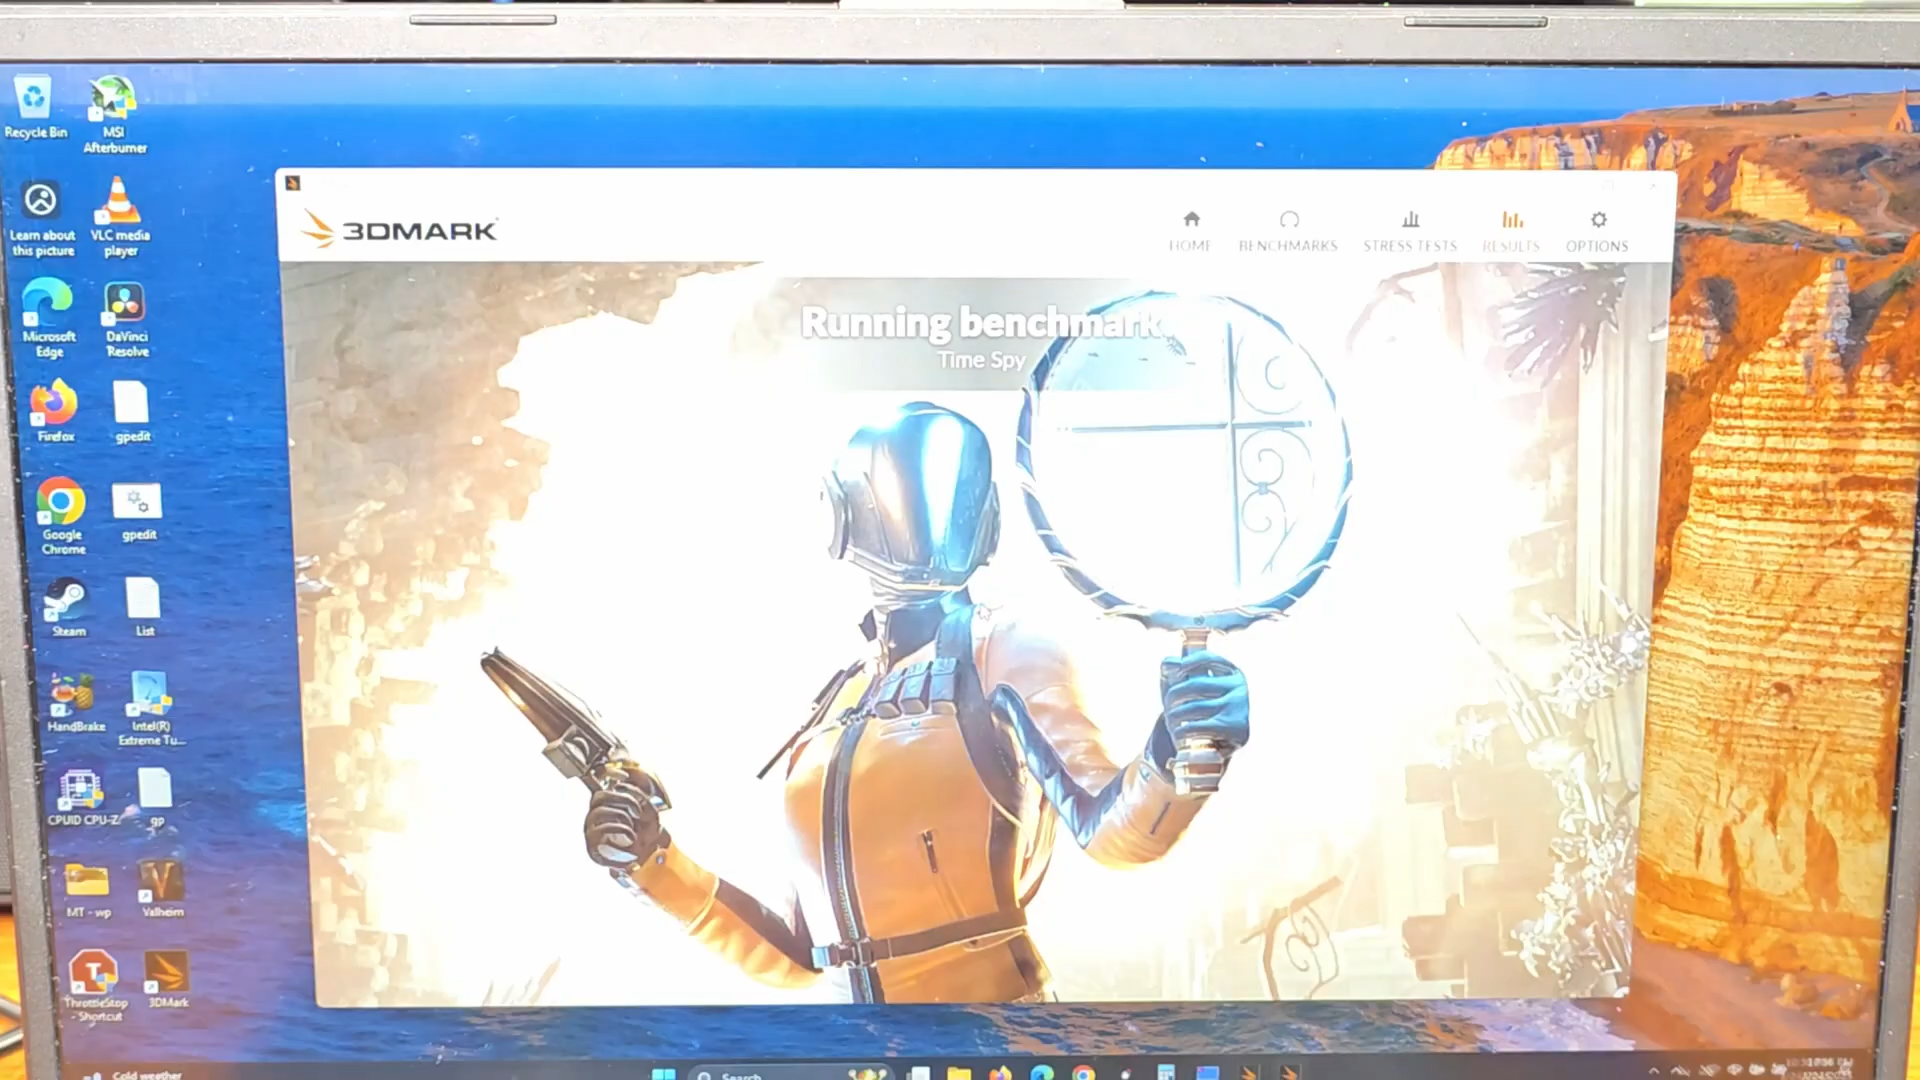 Recycle Bin
MSI
Afterburner
Learn about
this picture
VLC media
player
Microsoft
Edge
DaVinci
Resolve
Firefox
gpedit
Google
Chrome
gpedit
Steam
List
HandBrake
Intel(R)
Extreme Tu...
CPUID CPU-Z
gp
MT - wp
Valheim
ThrottleStop
- Shortcut
3DMark
3DMARK
HOME
BENCHMARKS
STRESS TESTS
RESULTS
OPTIONS
Running benchmark
Time Spy
Cold weather
Search